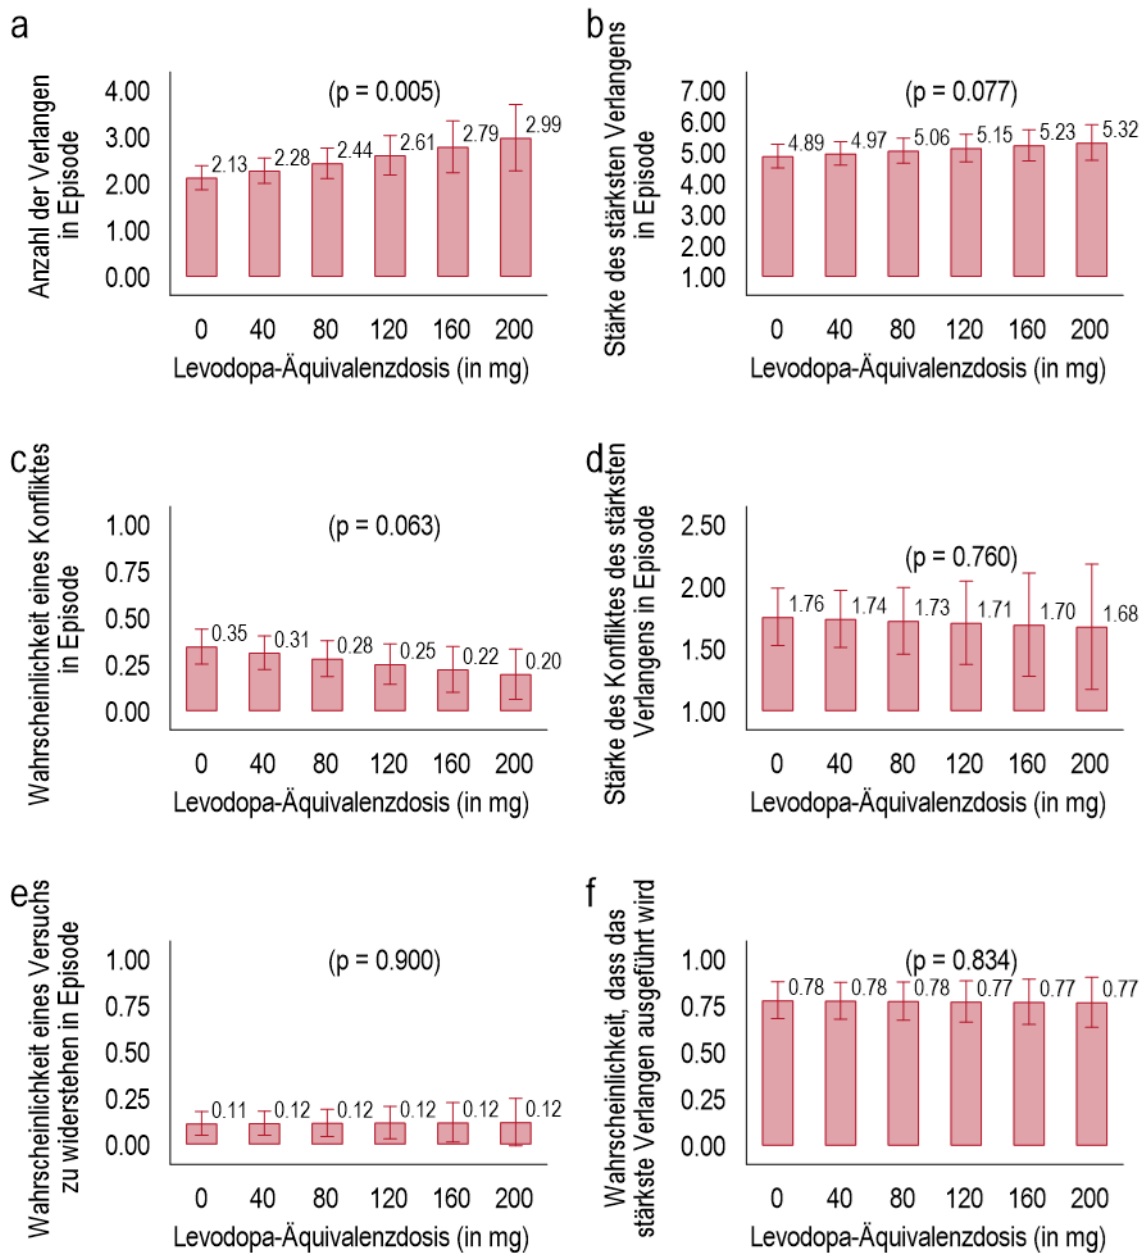 a
Anzahl der Verlangen
in Episode
4.00
3.00
2.00
1.00
0.00
(p = 0.005)
2.13 2.28 2.44 2.61 2.79 2.99
0 40 80 120 160 200
Levodopa-Äquivalenzdosis (in mg)
b
Stärke des stärksten Verlangens
in Episode
7.00
6.00
5.00
4.00
3.00
2.00
1.00
(p = 0.077)
4.89 4.97 5.06 5.15 5.23 5.32
0 40 80 120 160 200
Levodopa-Äquivalenzdosis (in mg)
c
Wahrscheinlichkeit eines Konfliktes
in Episode
1.00
0.75
0.50
0.25
0.00
(p = 0.063)
0.35 0.31 0.28 0.25 0.22 0.20
0 40 80 120 160 200
Levodopa-Äquivalenzdosis (in mg)
d
Stärke des Konfliktes des stärksten
Verlangens in Episode
2.50
2.00
1.50
1.00
(p = 0.760)
1.76 1.74 1.73 1.71 1.70 1.68
0 40 80 120 160 200
Levodopa-Äquivalenzdosis (in mg)
e
Wahrscheinlichkeit eines Versuchs
zu widerstehen in Episode
1.00
0.75
0.50
0.25
0.00
(p = 0.900)
0.11 0.12 0.12 0.12 0.12 0.12
0 40 80 120 160 200
Levodopa-Äquivalenzdosis (in mg)
f
Wahrscheinlichkeit, dass das
stärkste Verlangen ausgeführt wird
1.00
0.75
0.50
0.25
0.00
(p = 0.834)
0.78 0.78 0.78 0.77 0.77 0.77
0 40 80 120 160 200
Levodopa-Äquivalenzdosis (in mg)